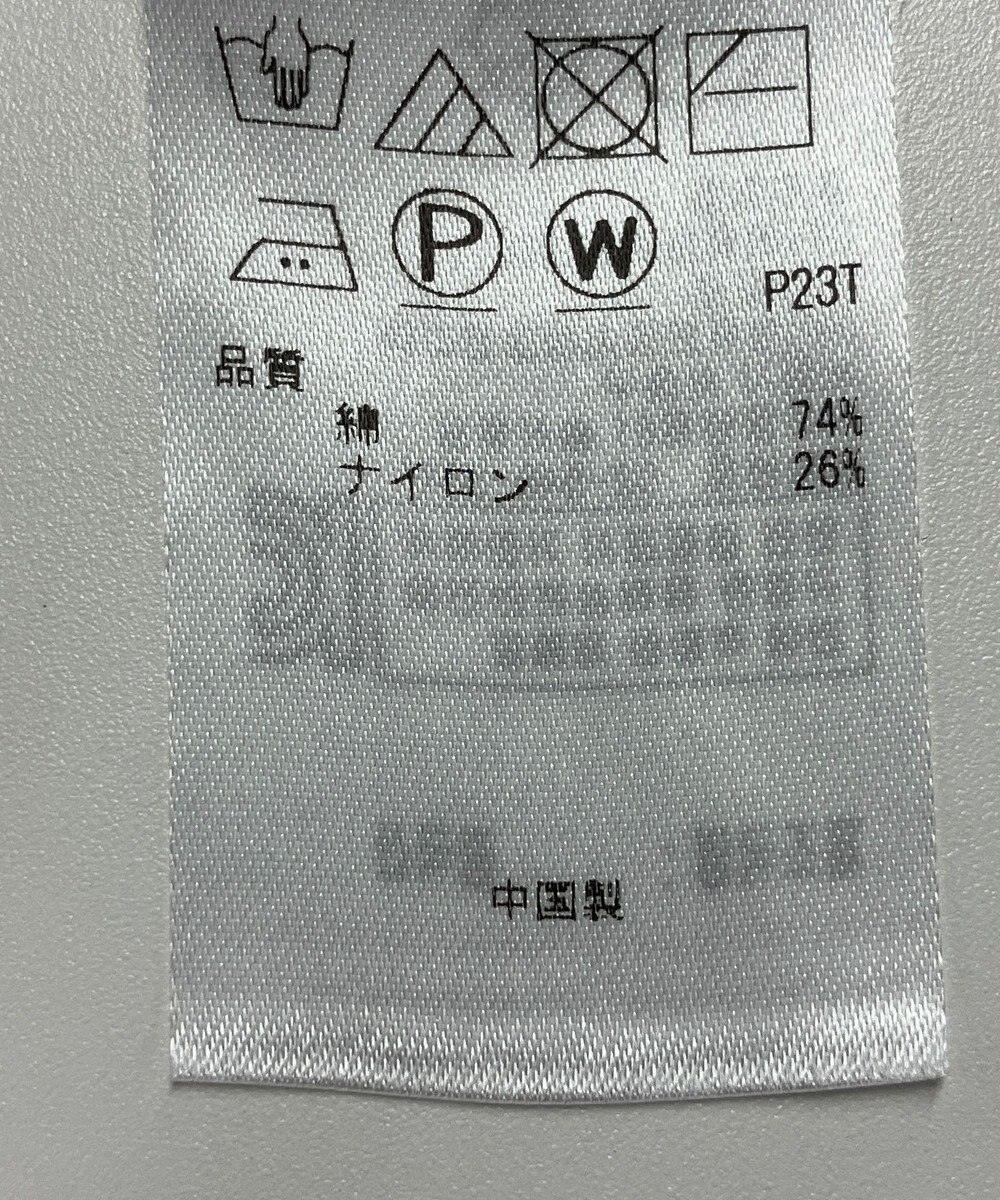 P W
P23T
品質
綿 74%
ナイロン 26%
中国製